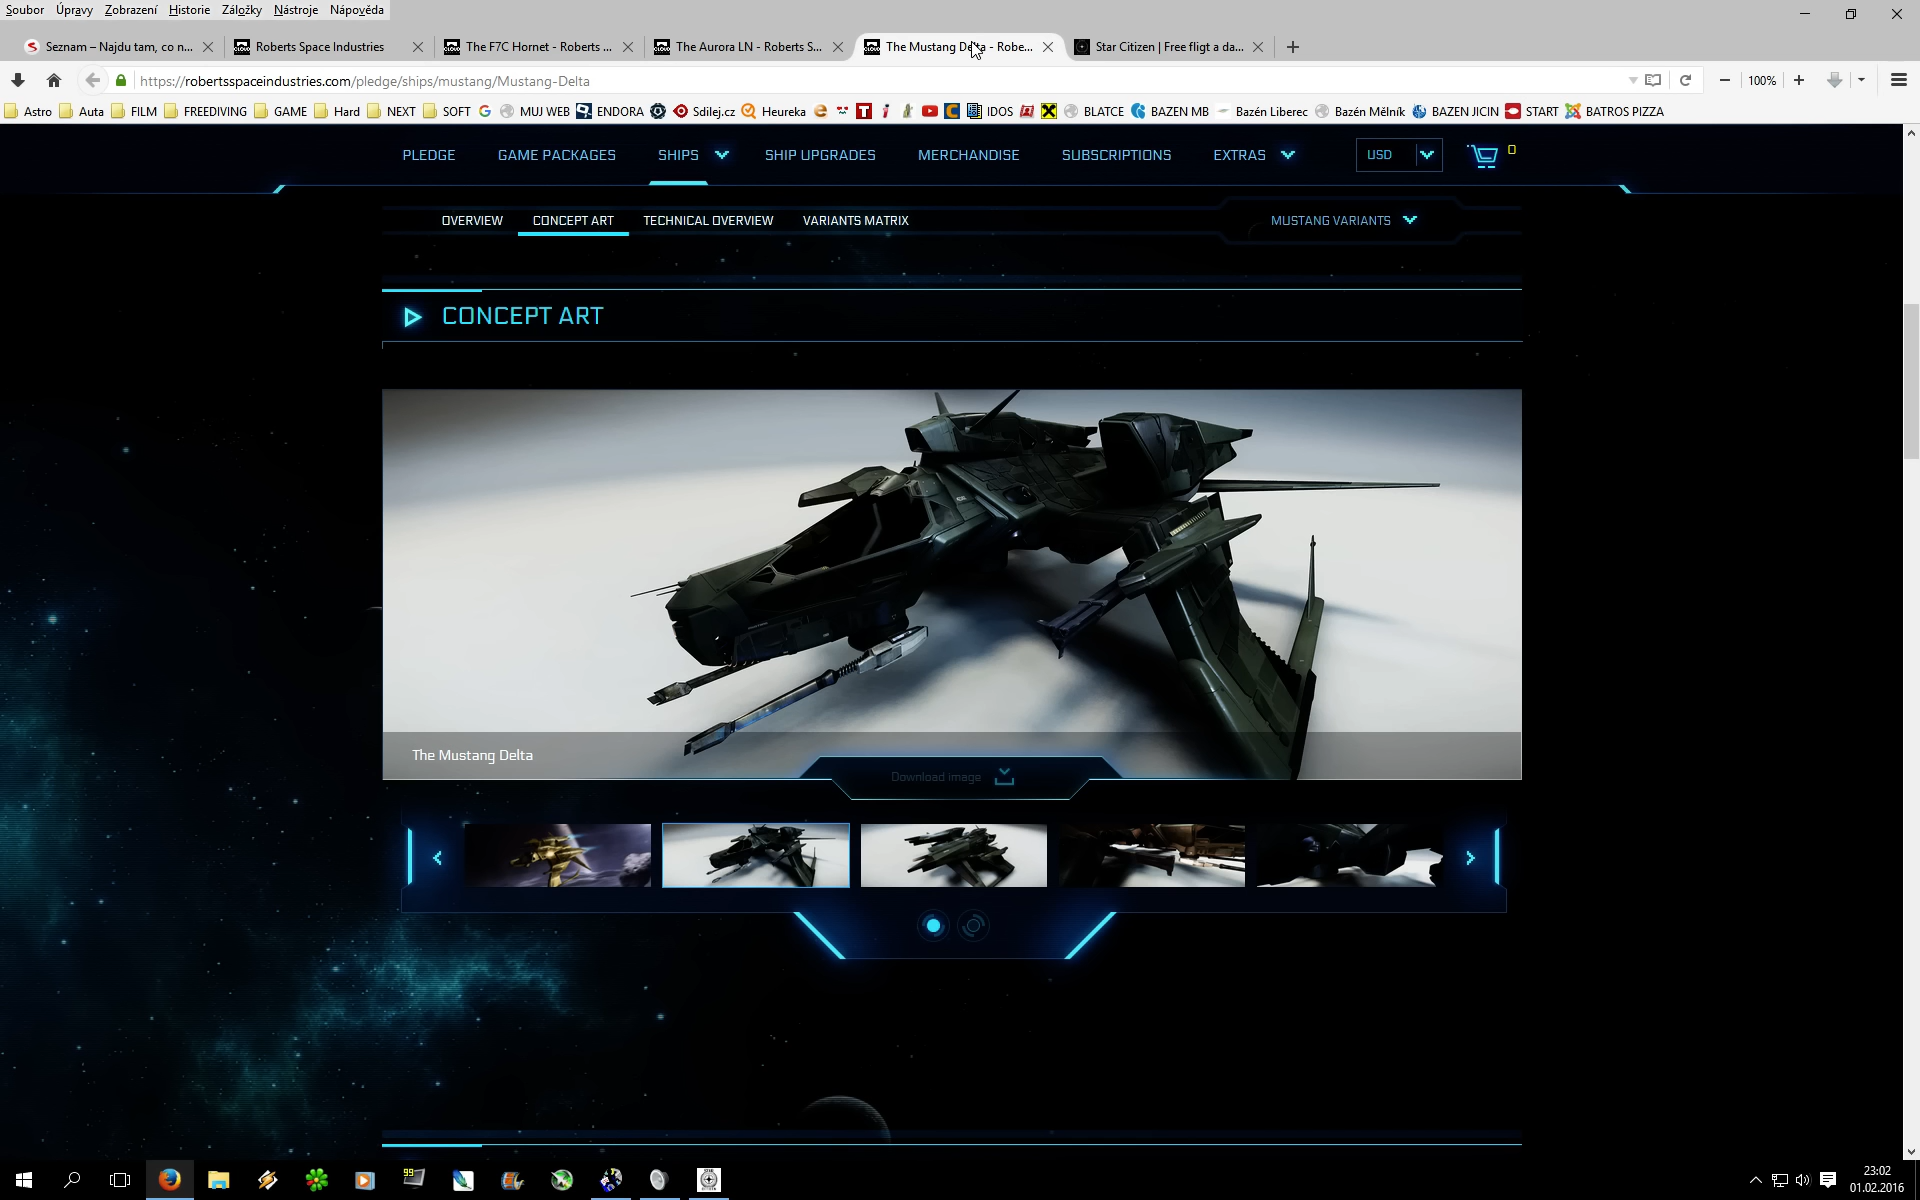 Soubor Úpravy Zobrazení Historie Záložky Nástroje Nápověda
Seznam – Najdu tam, co n...
Roberts Space Industries
The F7C Hornet - Roberts ...
The Aurora LN - Roberts S...
The Mustang Delta - Robe...
Star Citizen | Free fligt a da...
https://robertsspaceindustries.com/pledge/ships/mustang/Mustang-Delta
100%
Astro Auta FILM FREEDIVING GAME Hard NEXT SOFT MUJ WEB ENDORA Sdilej.cz Heureka IDOS BLATCE BAZEN MB Bazén Liberec Bazén Mělník BAZEN JICIN START BATROS PIZZA
PLEDGE GAME PACKAGES SHIPS SHIP UPGRADES MERCHANDISE SUBSCRIPTIONS EXTRAS USD 0
OVERVIEW CONCEPT ART TECHNICAL OVERVIEW VARIANTS MATRIX MUSTANG VARIANTS
CONCEPT ART
The Mustang Delta
Download image
99
23:02
01.02.2016